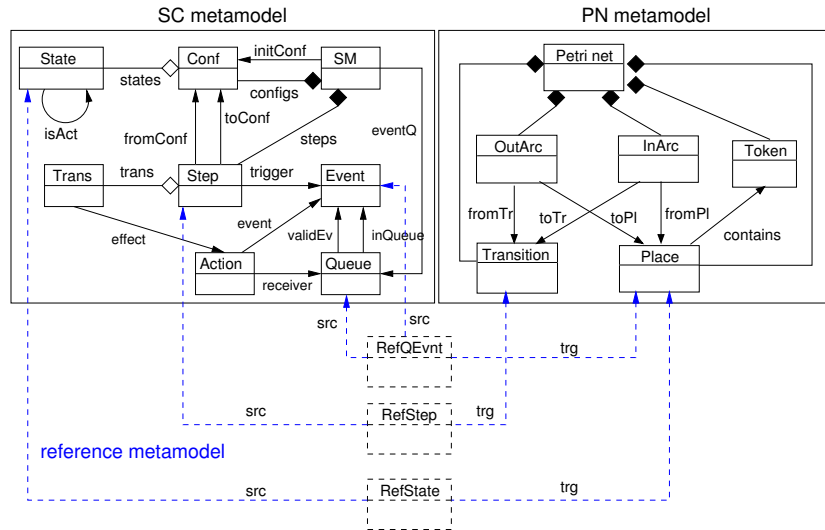 SC metamodel
PN metamodel
State
Conf
initConf
SM
Petri net
states
configs
isAct
fromConf
toConf
steps
eventQ
OutArc
InArc
Token
Trans
trans
Step
trigger
Event
fromTr
toTr
toPl
fromPl
contains
effect
event
validEv
inQueue
Action
receiver
Queue
Transition
Place
src
src
RefQEvnt
trg
src
RefStep
trg
reference metamodel
src
RefState
trg